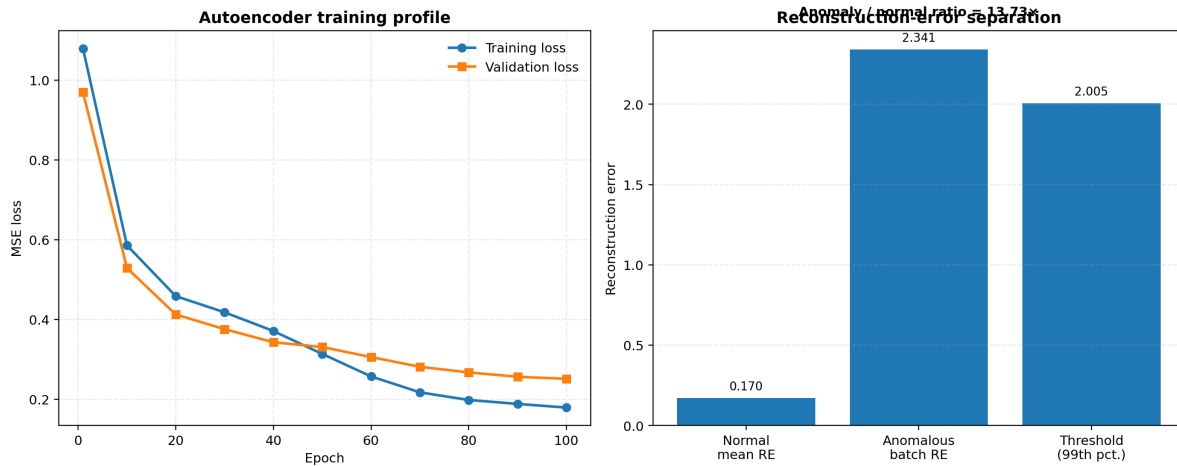 Autoencoder training profile
Training loss
Validation loss
1.0
0.8
0.6
0.4
0.2
MSE loss
0
20
40
60
80
100
Epoch
Anomaly / normal ratio = 13.73×
Reconstruction-error separation
2.341
2.005
0.170
2.0
1.5
1.0
0.5
0.0
Reconstruction error
Normal
mean RE
Anomalous
batch RE
Threshold
(99th pct.)